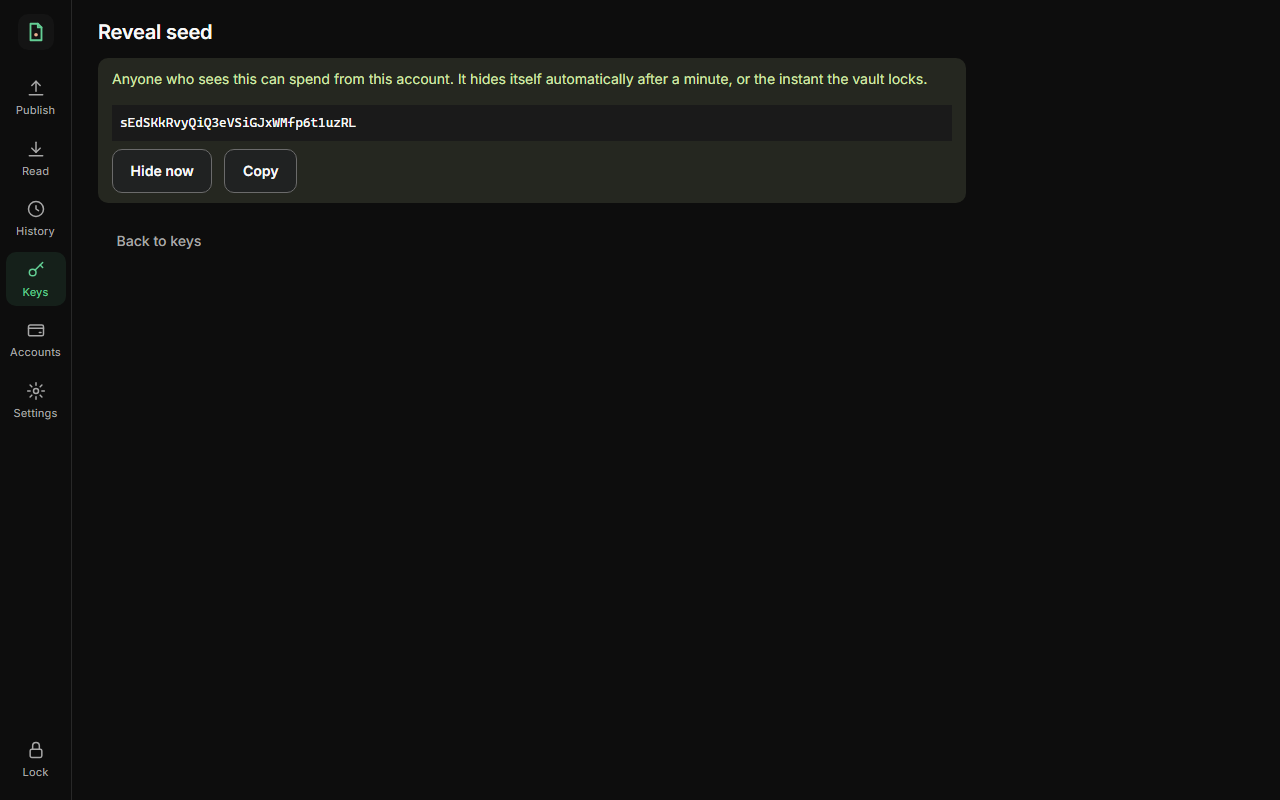 Reveal seed
Anyone who sees this can spend from this account. It hides itself automatically after a minute, or the instant the vault locks.
sEdSKkRvyQiQ3eVSiGJxWMfp6t1uzRL
Hide now
Copy
Back to keys
Publish
Read
History
Keys
Accounts
Settings
Lock